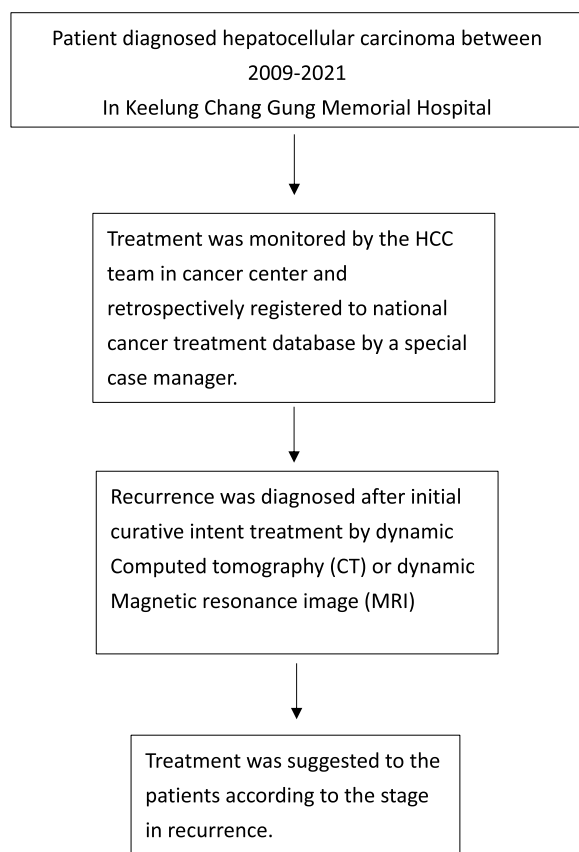 Patient diagnosed hepatocellular carcinoma between
2009-2021
In Keelung Chang Gung Memorial Hospital
Treatment was monitored by the HCC
team in cancer center and
retrospectively registered to national
cancer treatment database by a special
case manager.
Recurrence was diagnosed after initial
curative intent treatment by dynamic
Computed tomography (CT) or dynamic
Magnetic resonance image (MRI)
Treatment was suggested to the
patients according to the stage
in recurrence.